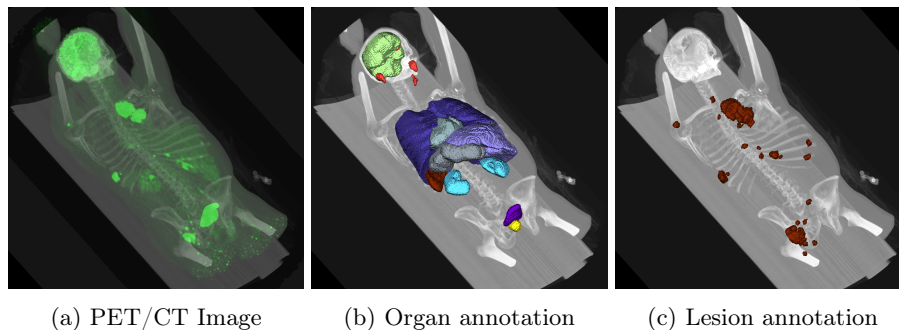 (a) PET/CT Image
(b) Organ annotation
(c) Lesion annotation